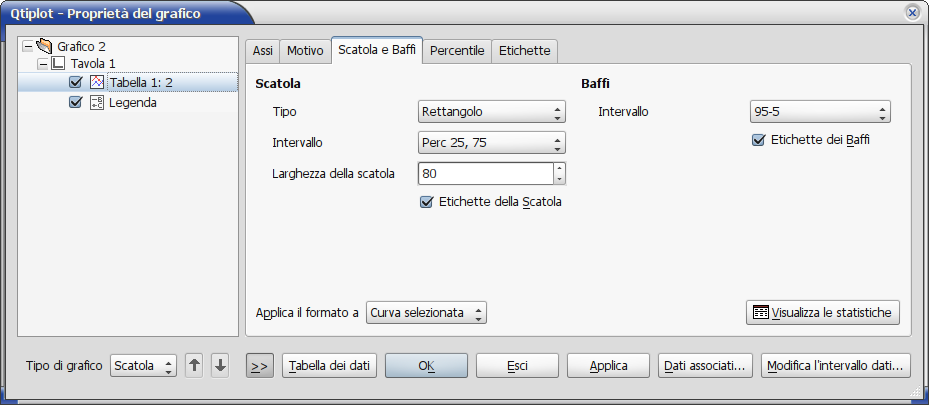 Qtiplot - Proprietà del grafico
Grafico 2
Tavola 1
Tabella 1: 2
Legenda
Assi Motivo Scatola e Baffi Percentile Etichette
Scatola
Tipo Rettangolo
Intervallo Perc 25, 75
Larghezza della scatola 80
Etichette della Scatola
Baffi
Intervallo 95-5
Etichette dei Baffi
Applica il formato a Curva selezionata
Visualizza le statistiche
Tipo di grafico Scatola >> Tabella dei dati OK Esci Applica Dati associati... Modifica l'intervallo dati...